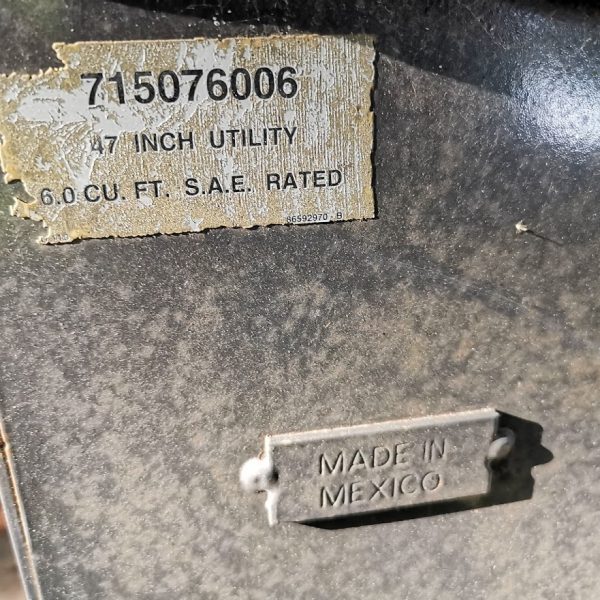 715076006
47 INCH UTILITY
6.0 CU. FT. S.A.E. RATED
86592970 - B
MADE IN
MEXICO